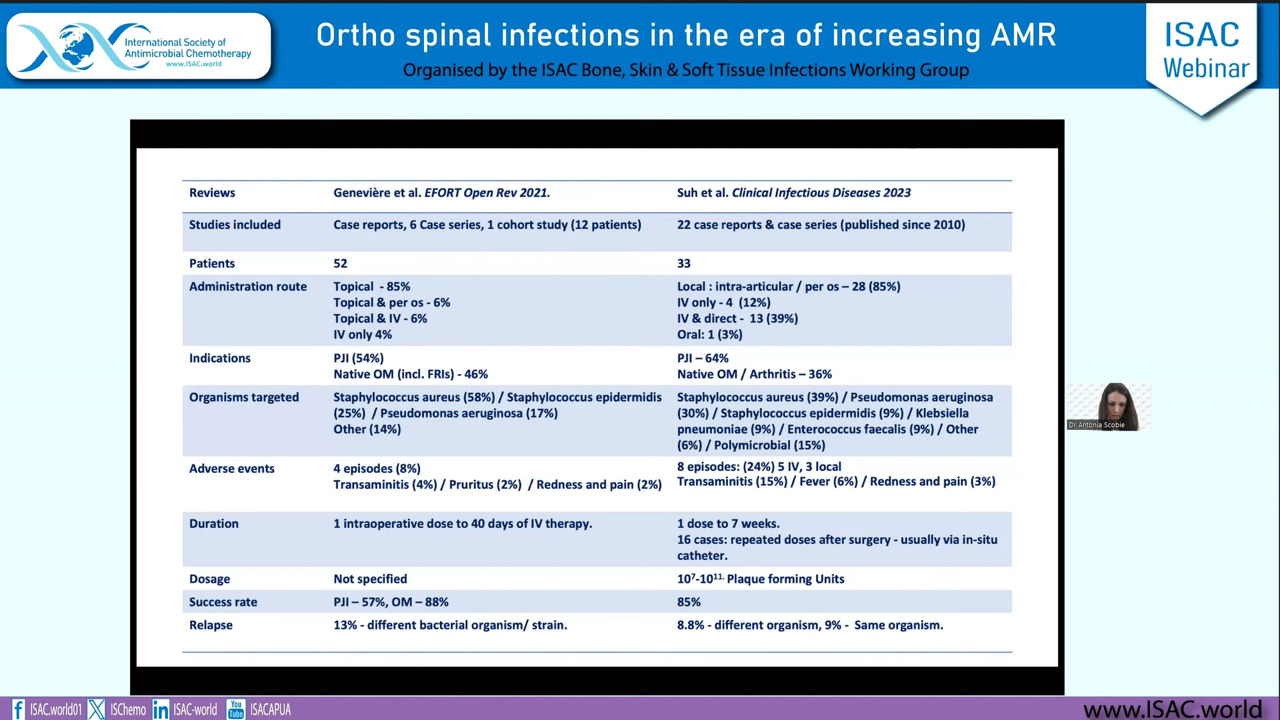 International Society of
Antimicrobial Chemotherapy
www.ISAC.world
Ortho spinal infections in the era of increasing AMR
Organised by the ISAC Bone, Skin & Soft Tissue Infections Working Group
ISAC
Webinar
Reviews
Genevière et al. EFORT Open Rev 2021.
Suh et al. Clinical Infectious Diseases 2023
Studies included
Case reports, 6 Case series, 1 cohort study (12 patients)
22 case reports & case series (published since 2010)
Patients
52
33
Administration route
Topical - 85%
Topical & per os - 6%
Topical & IV - 6%
IV only 4%
Local : intra-articular / per os – 28 (85%)
IV only - 4 (12%)
IV & direct - 13 (39%)
Oral: 1 (3%)
Indications
PJI (54%)
Native OM (incl. FRIs) - 46%
PJI – 64%
Native OM / Arthritis – 36%
Organisms targeted
Staphylococcus aureus (58%) / Staphylococcus epidermidis
(25%) / Pseudomonas aeruginosa (17%)
Other (14%)
Staphylococcus aureus (39%) / Pseudomonas aeruginosa
(30%) / Staphylococcus epidermidis (9%) / Klebsiella
pneumoniae (9%) / Enterococcus faecalis (9%) / Other
(6%) / Polymicrobial (15%)
Adverse events
4 episodes (8%)
Transaminitis (4%) / Pruritus (2%) / Redness and pain (2%)
8 episodes: (24%) 5 IV, 3 local
Transaminitis (15%) / Fever (6%) / Redness and pain (3%)
Duration
1 intraoperative dose to 40 days of IV therapy.
1 dose to 7 weeks.
16 cases: repeated doses after surgery - usually via in-situ
catheter.
Dosage
Not specified
10⁷-10¹¹· Plaque forming Units
Success rate
PJI – 57%, OM – 88%
85%
Relapse
13% - different bacterial organism/ strain.
8.8% - different organism, 9% - Same organism.
Dr Antonia Scobie
f ISAC.world01
X ISChemo
in ISAC-world
You Tube ISACAPUA
www.ISAC.world